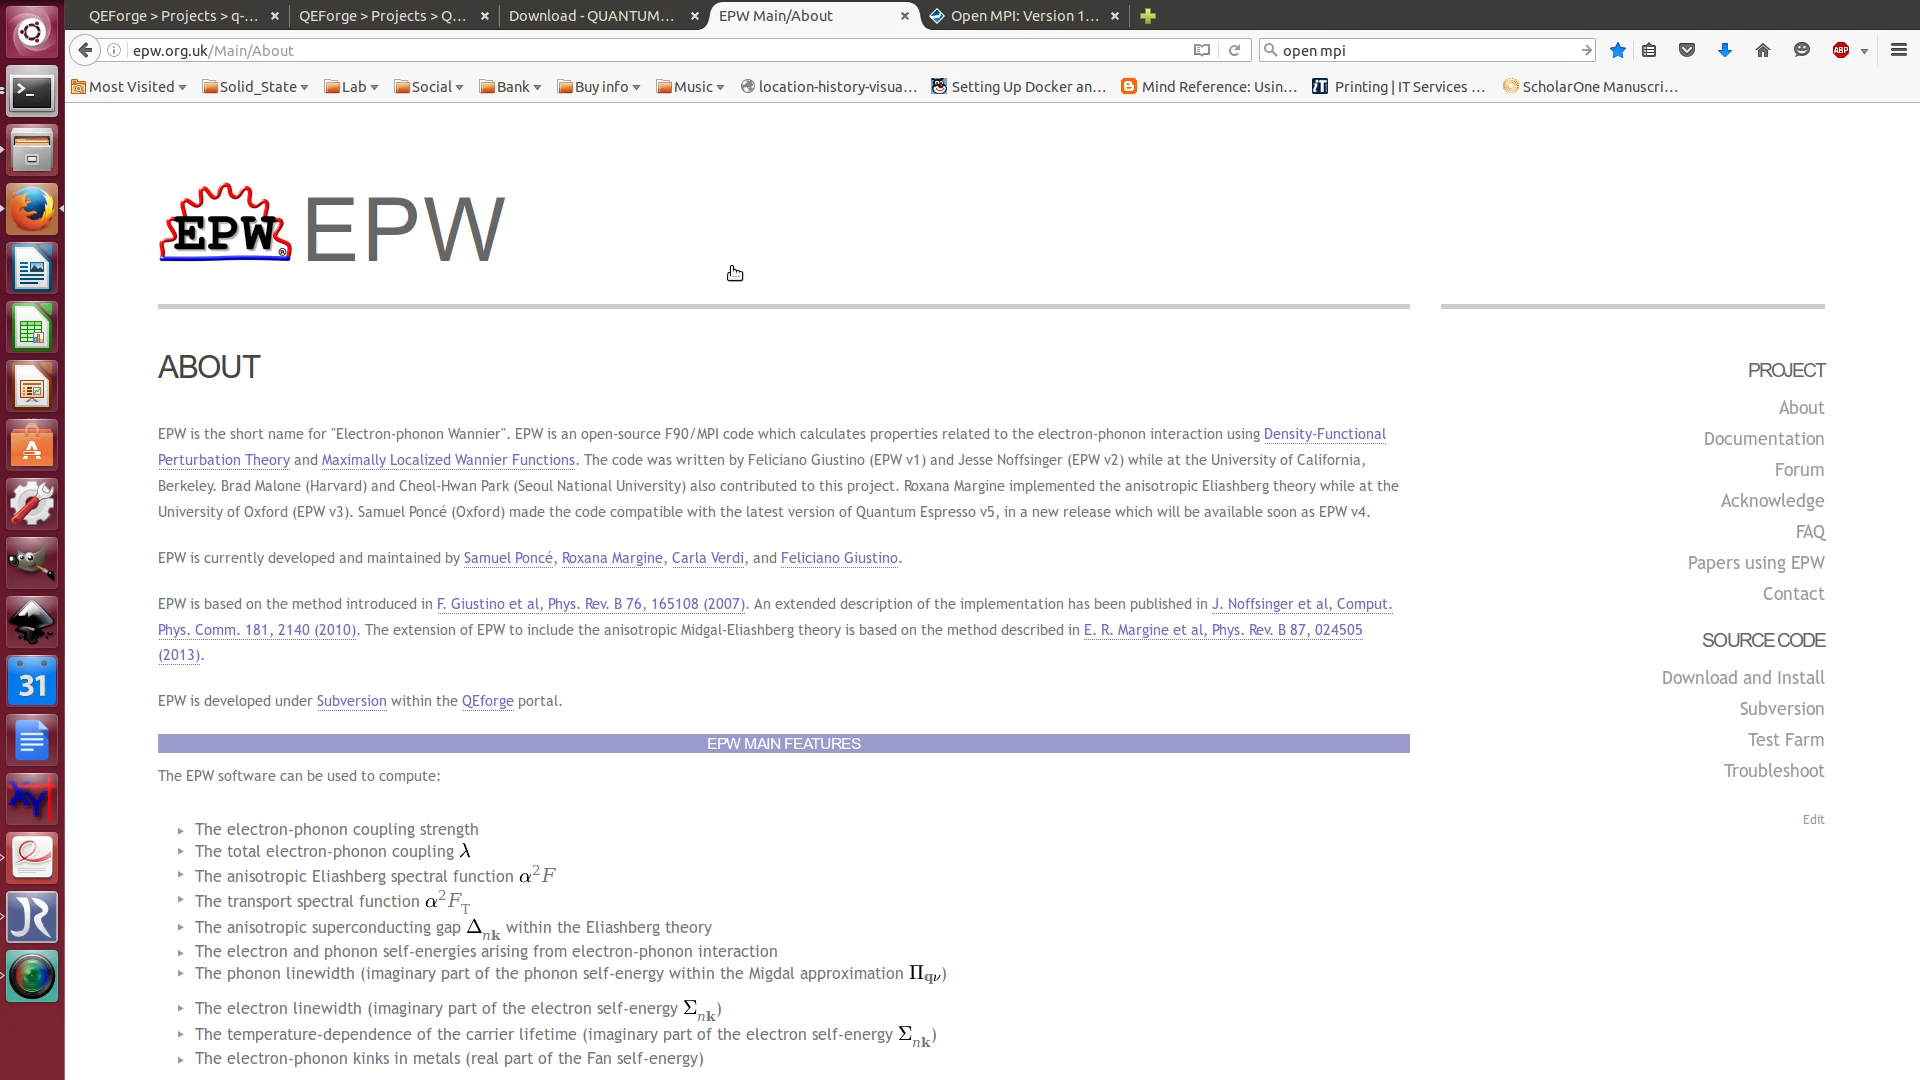 QEForge > Projects > q-...
QEForge > Projects > Q...
Download - QUANTUM...
EPW Main/About
Open MPI: Version 1...
epw.org.uk/Main/About
open mpi
ABP
Most Visited
Solid_State
Lab
Social
Bank
Buy info
Music
location-history-visua...
Setting Up Docker an...
Mind Reference: Usin...
Printing | IT Services ...
ScholarOne Manuscri...
EPW ®
EPW
ABOUT
EPW is the short name for "Electron-phonon Wannier". EPW is an open-source F90/MPI code which calculates properties related to the electron-phonon interaction using Density-Functional
Perturbation Theory and Maximally Localized Wannier Functions. The code was written by Feliciano Giustino (EPW v1) and Jesse Noffsinger (EPW v2) while at the University of California,
Berkeley. Brad Malone (Harvard) and Cheol-Hwan Park (Seoul National University) also contributed to this project. Roxana Margine implemented the anisotropic Eliashberg theory while at the
University of Oxford (EPW v3). Samuel Poncé (Oxford) made the code compatible with the latest version of Quantum Espresso v5, in a new release which will be available soon as EPW v4.
EPW is currently developed and maintained by Samuel Poncé, Roxana Margine, Carla Verdi, and Feliciano Giustino.
EPW is based on the method introduced in F. Giustino et al, Phys. Rev. B 76, 165108 (2007). An extended description of the implementation has been published in J. Noffsinger et al, Comput.
Phys. Comm. 181, 2140 (2010). The extension of EPW to include the anisotropic Midgal-Eliashberg theory is based on the method described in E. R. Margine et al, Phys. Rev. B 87, 024505
(2013).
EPW is developed under Subversion within the QEforge portal.
EPW MAIN FEATURES
The EPW software can be used to compute:
The electron-phonon coupling strength
The total electron-phonon coupling λ
The anisotropic Eliashberg spectral function α²F
The transport spectral function α²F_T
The anisotropic superconducting gap Δ_nk within the Eliashberg theory
The electron and phonon self-energies arising from electron-phonon interaction
The phonon linewidth (imaginary part of the phonon self-energy within the Migdal approximation Π_qν)
The electron linewidth (imaginary part of the electron self-energy Σ_nk)
The temperature-dependence of the carrier lifetime (imaginary part of the electron self-energy Σ_nk)
The electron-phonon kinks in metals (real part of the Fan self-energy)
PROJECT
About
Documentation
Forum
Acknowledge
FAQ
Papers using EPW
Contact
SOURCE CODE
Download and Install
Subversion
Test Farm
Troubleshoot
Edit
31
JR